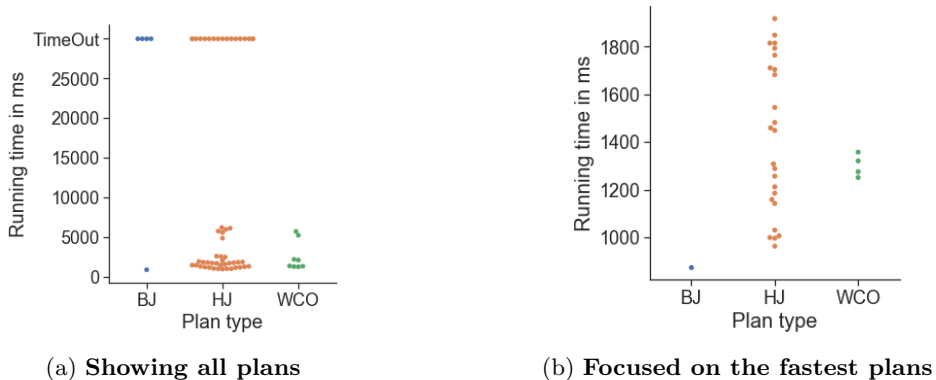 TimeOut
25000
20000
15000
10000
5000
0
Running time in ms
BJ HJ WCO
Plan type
(a) Showing all plans
1800
1600
1400
1200
1000
Running time in ms
BJ HJ WCO
Plan type
(b) Focused on the fastest plans